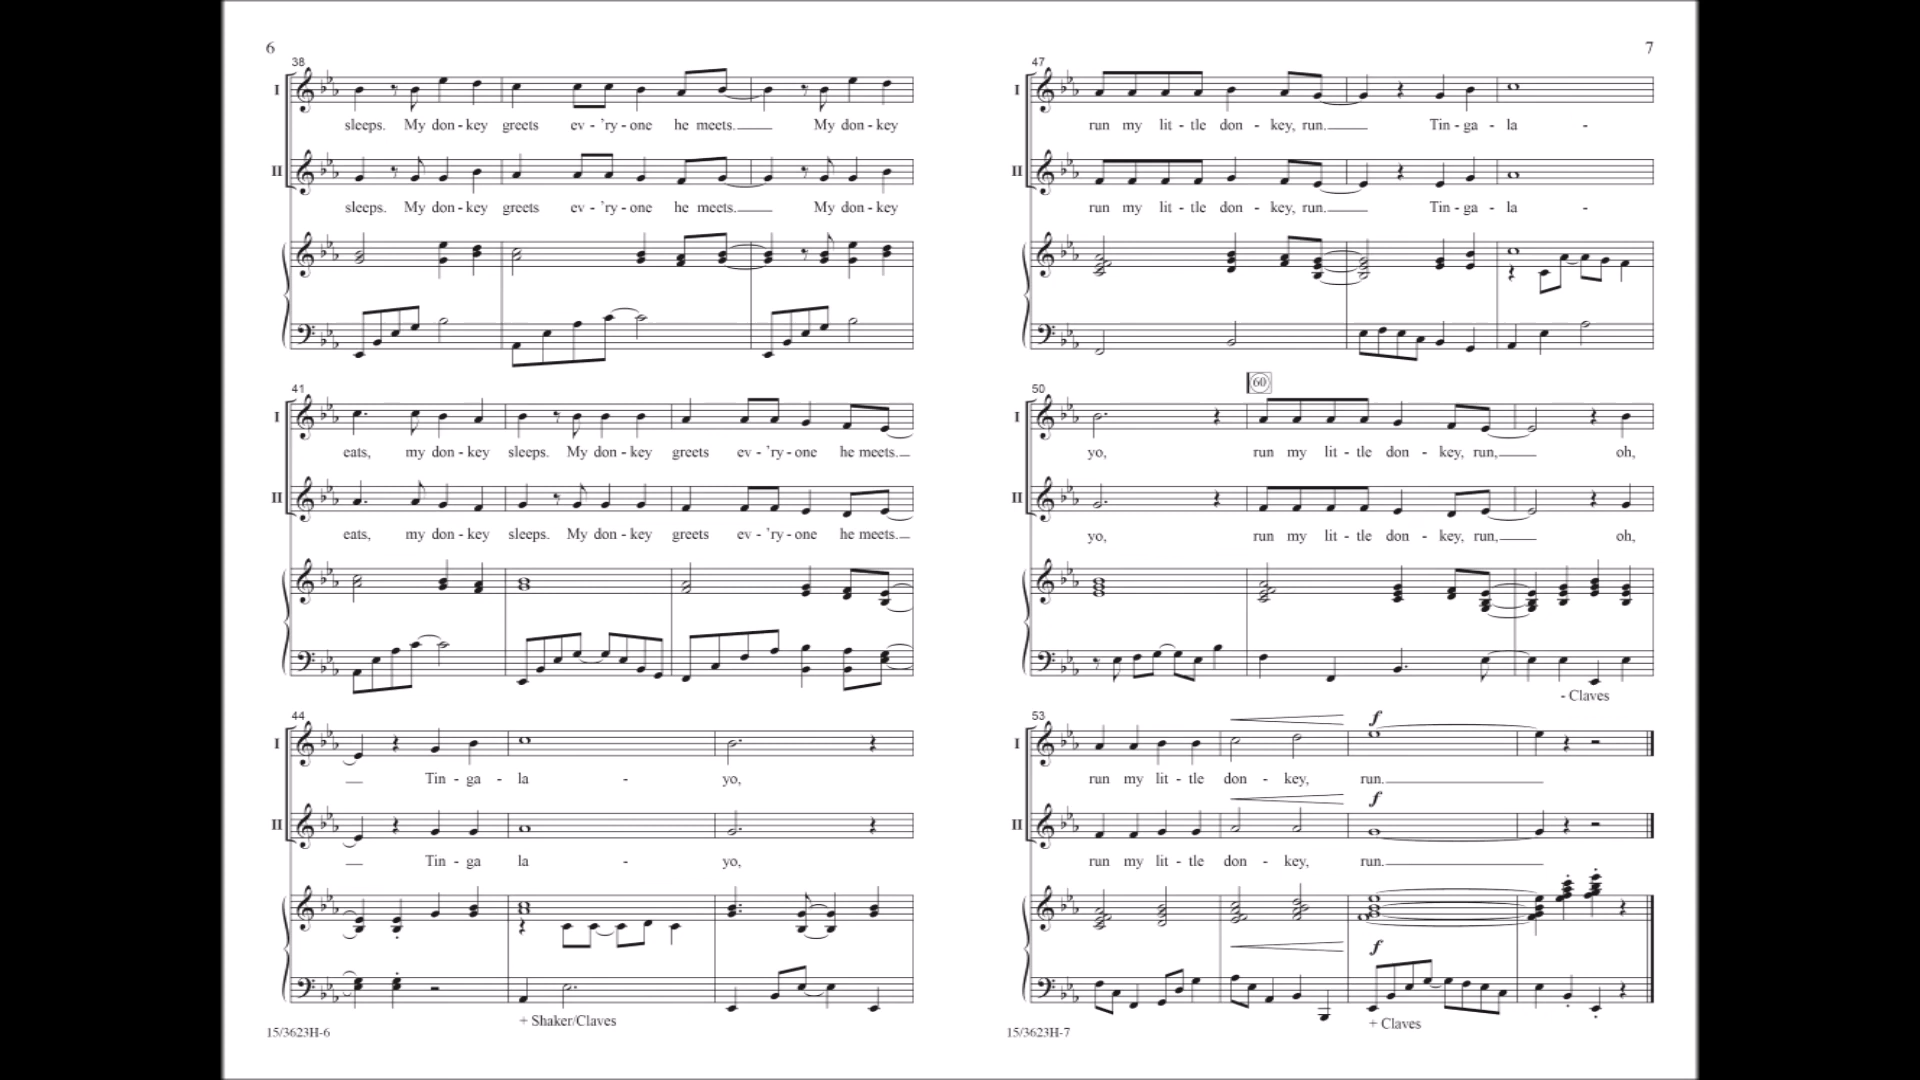 6
38
I
sleeps. My don - key greets ev - 'ry - one he meets. My don - key
II
sleeps. My don - key greets ev - 'ry - one he meets. My don - key
41
I
eats, my don - key sleeps. My don - key greets ev - 'ry - one he meets.
II
eats, my don - key sleeps. My don - key greets ev - 'ry - one he meets.
44
I
Tin - ga - la - yo,
II
Tin - ga la - yo,
+ Shaker/Claves
15/3623H-6
7
47
I
run my lit - tle don - key, run. Tin - ga - la -
II
run my lit - tle don - key, run. Tin - ga - la -
50
60
I
yo, run my lit - tle don - key, run, oh,
II
yo, run my lit - tle don - key, run, oh,
- Claves
53
f
I
run my lit - tle don - key, run.
f
II
run my lit - tle don - key, run.
f
+ Claves
15/3623H-7